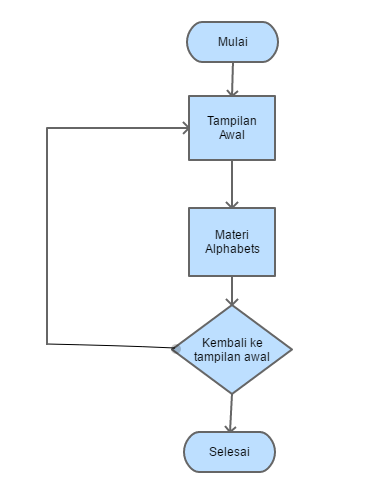 Mulai
Tampilan
Awal
Materi
Alphabets
Kembali ke
tampilan awal
Selesai